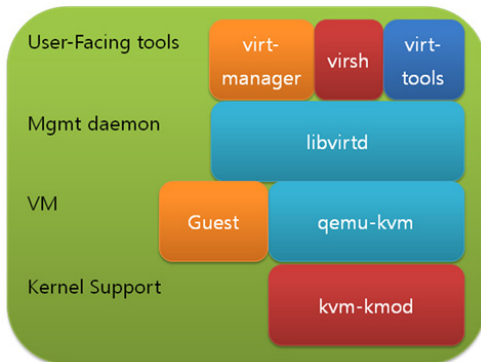 User-Facing tools
virt-
manager
virsh
virt-
tools
Mgmt daemon
libvirtd
VM
Guest
qemu-kvm
Kernel Support
kvm-kmod